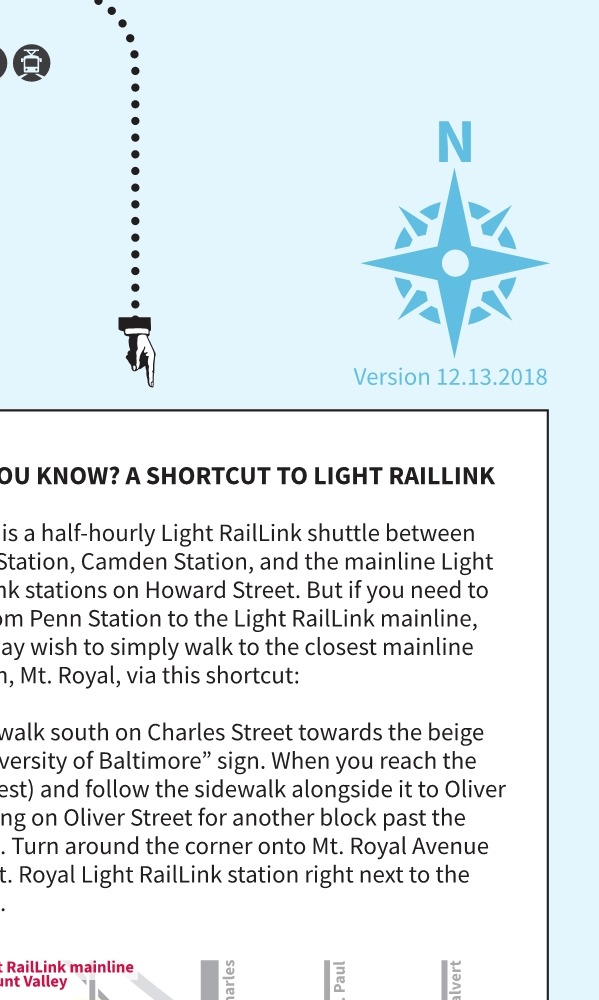 N
Version 12.13.2018
OU KNOW? A SHORTCUT TO LIGHT RAILLINK
is a half-hourly Light RailLink shuttle between
Station, Camden Station, and the mainline Light
nk stations on Howard Street. But if you need to
om Penn Station to the Light RailLink mainline,
ay wish to simply walk to the closest mainline
n, Mt. Royal, via this shortcut:
walk south on Charles Street towards the beige
versity of Baltimore” sign. When you reach the
est) and follow the sidewalk alongside it to Oliver
ng on Oliver Street for another block past the
. Turn around the corner onto Mt. Royal Avenue
t. Royal Light RailLink station right next to the
.
t RailLink mainline
unt Valley
harles
. Paul
alvert